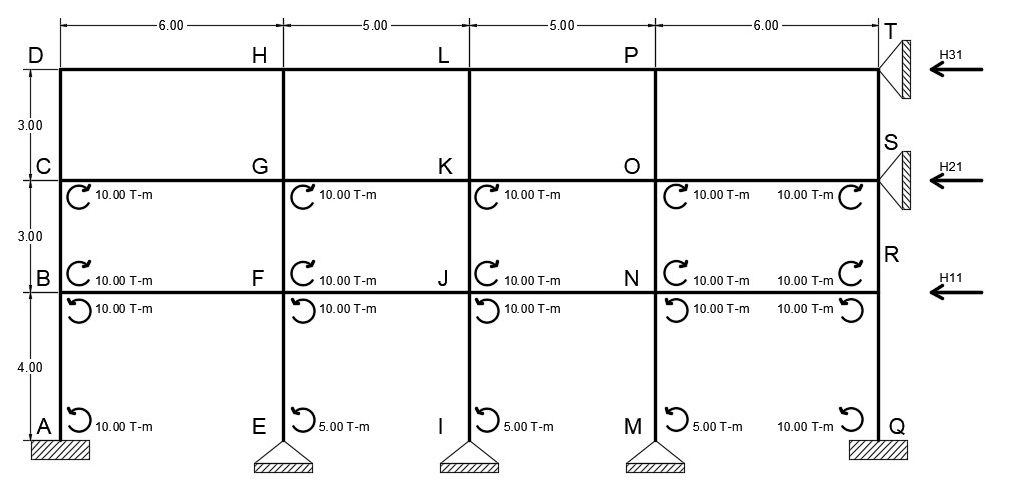 6.00 5.00 5.00 6.00
T
D H L P H31
3.00
S
C G K O H21
10.00 T-m 10.00 T-m 10.00 T-m 10.00 T-m 10.00 T-m
3.00
R
B F J N H11
10.00 T-m 10.00 T-m 10.00 T-m 10.00 T-m 10.00 T-m
10.00 T-m 10.00 T-m 10.00 T-m 10.00 T-m 10.00 T-m
4.00
A E I M Q
10.00 T-m 5.00 T-m 5.00 T-m 5.00 T-m 10.00 T-m